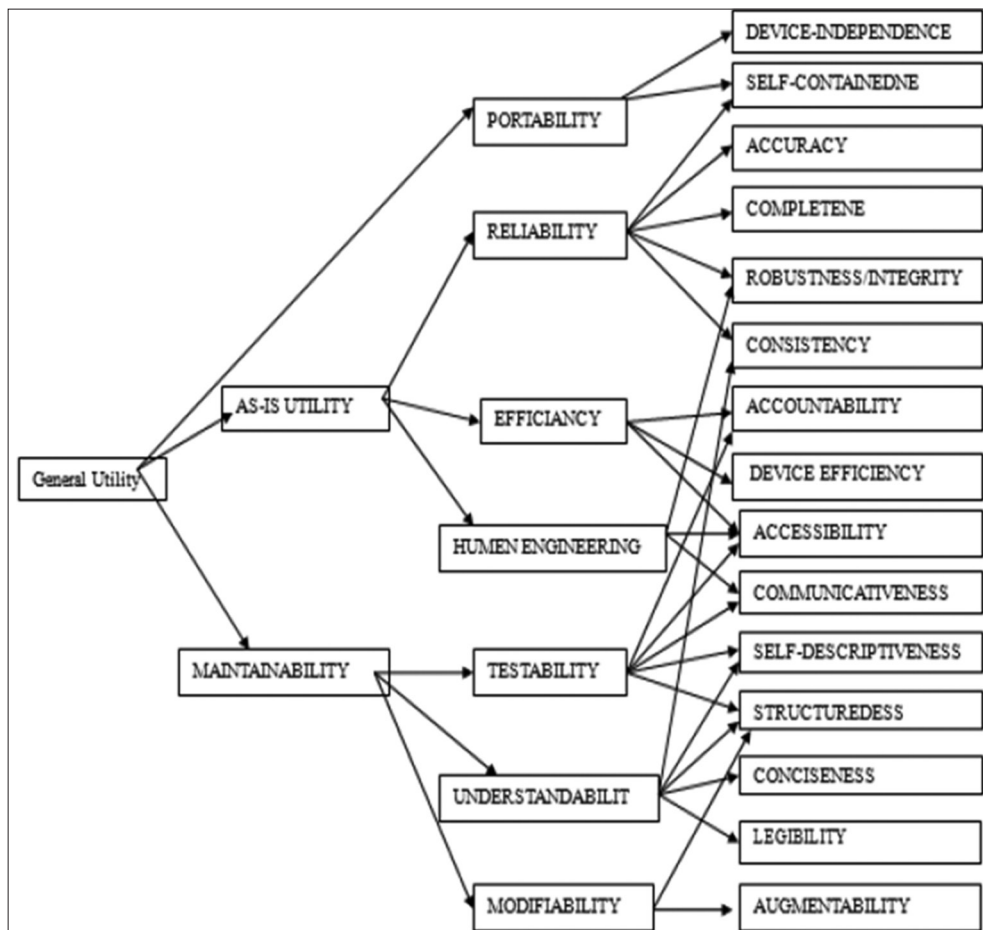 DEVICE-INDEPENDENCE
SELF-CONTAINEDNE
PORTABILITY
ACCURACY
COMPLETENE
RELIABILITY
ROBUSTNESS/INTEGRITY
CONSISTENCY
AS-IS UTILITY
EFFICIANCY
ACCOUNTABILITY
General Utility
DEVICE EFFICIENCY
HUMEN ENGINEERING
ACCESSIBILITY
COMMUNICATIVENESS
MAINTAINABILITY
TESTABILITY
SELF-DESCRIPTIVENESS
STRUCTUREDESS
UNDERSTANDABILIT
CONCISENESS
LEGIBILITY
MODIFIABILITY
AUGMENTABILITY